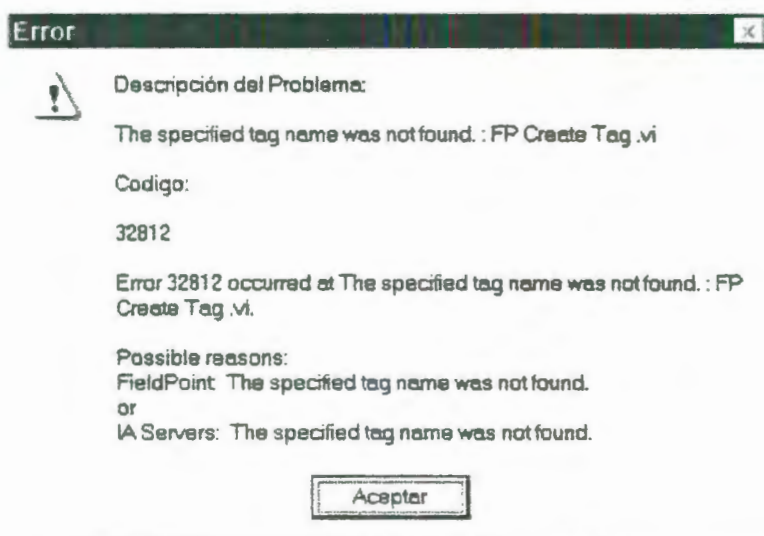 Error
Descripción del Problema:
The specified tag name was not found. : FP Create Tag .vi
Codigo:
32812
Error 32812 occurred at The specified tag name was not found. : FP
Create Tag .vi.
Possible reasons:
FieldPoint: The specified tag name was not found.
or
IA Servers: The specified tag name was not found.
Aceptar